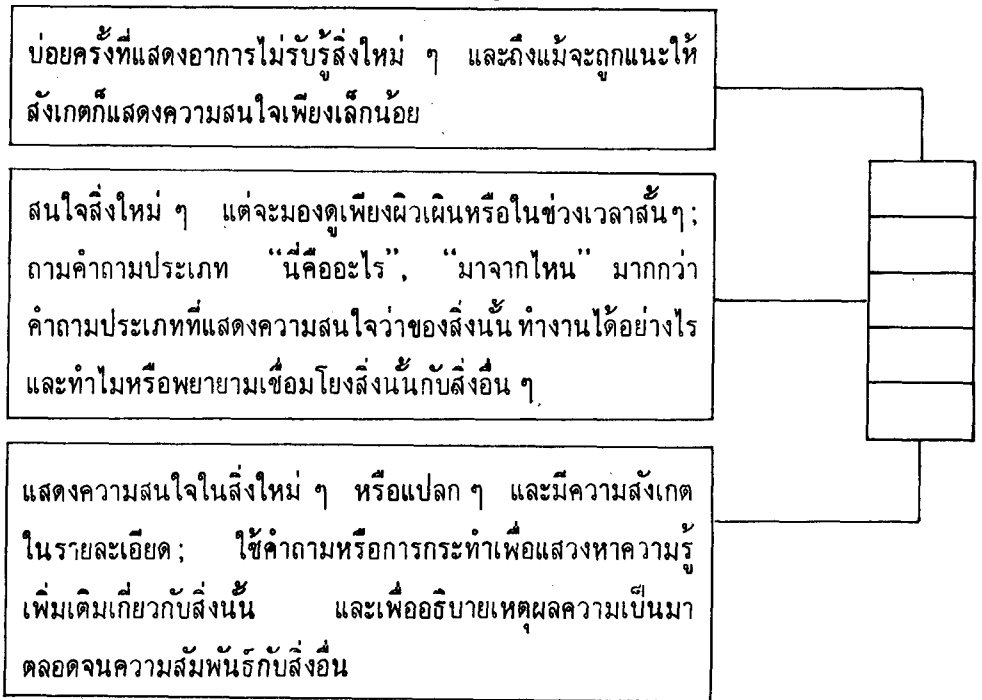 บ่อยครั้งที่แสดงอาการไม่รับรู้สิ่งใหม่ ๆ และถึงแม้จะถูกแนะให้
สังเกตก็แสดงความสนใจเพียงเล็กน้อย
สนใจสิ่งใหม่ ๆ แต่จะมองดูเพียงผิวเผินหรือในช่วงเวลาสั้นๆ;
ถามคำถามประเภท “นี่คืออะไร”, “มาจากไหน” มากกว่า
คำถามประเภทที่แสดงความสนใจว่าของสิ่งนั้น ทำงานได้อย่างไร
และทำไมหรือพยายามเชื่อมโยงสิ่งนั้นกับสิ่งอื่น ๆ
แสดงความสนใจในสิ่งใหม่ ๆ หรือแปลก ๆ และมีความสังเกต
ในรายละเอียด; ใช้คำถามหรือการกระทำเพื่อแสวงหาความรู้
เพิ่มเติมเกี่ยวกับสิ่งนั้น และเพื่ออธิบายเหตุผลความเป็นมา
ตลอดจนความสัมพันธ์กับสิ่งอื่น